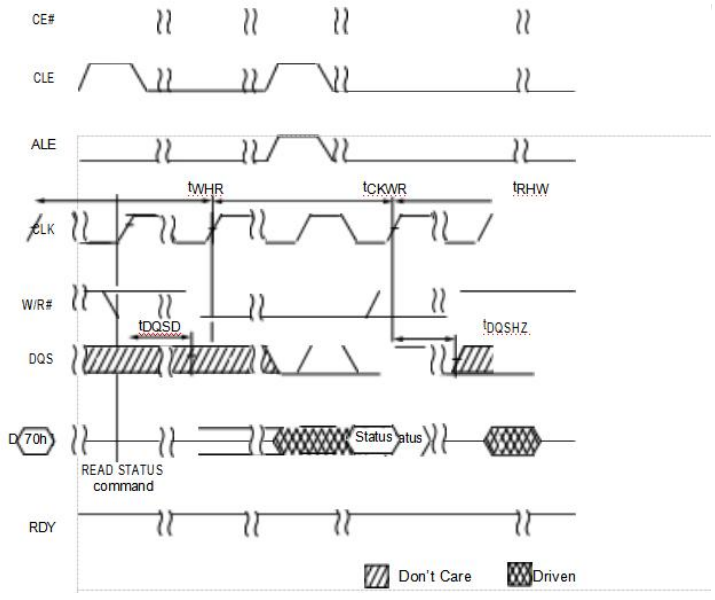 CE#
CLE
ALE
tWHR tCKWR tRHW
CLK
W/R#
tDQSD tDQSHZ
DQS
D 70h Status atus
READ STATUS
command
RDY
Don't Care Driven